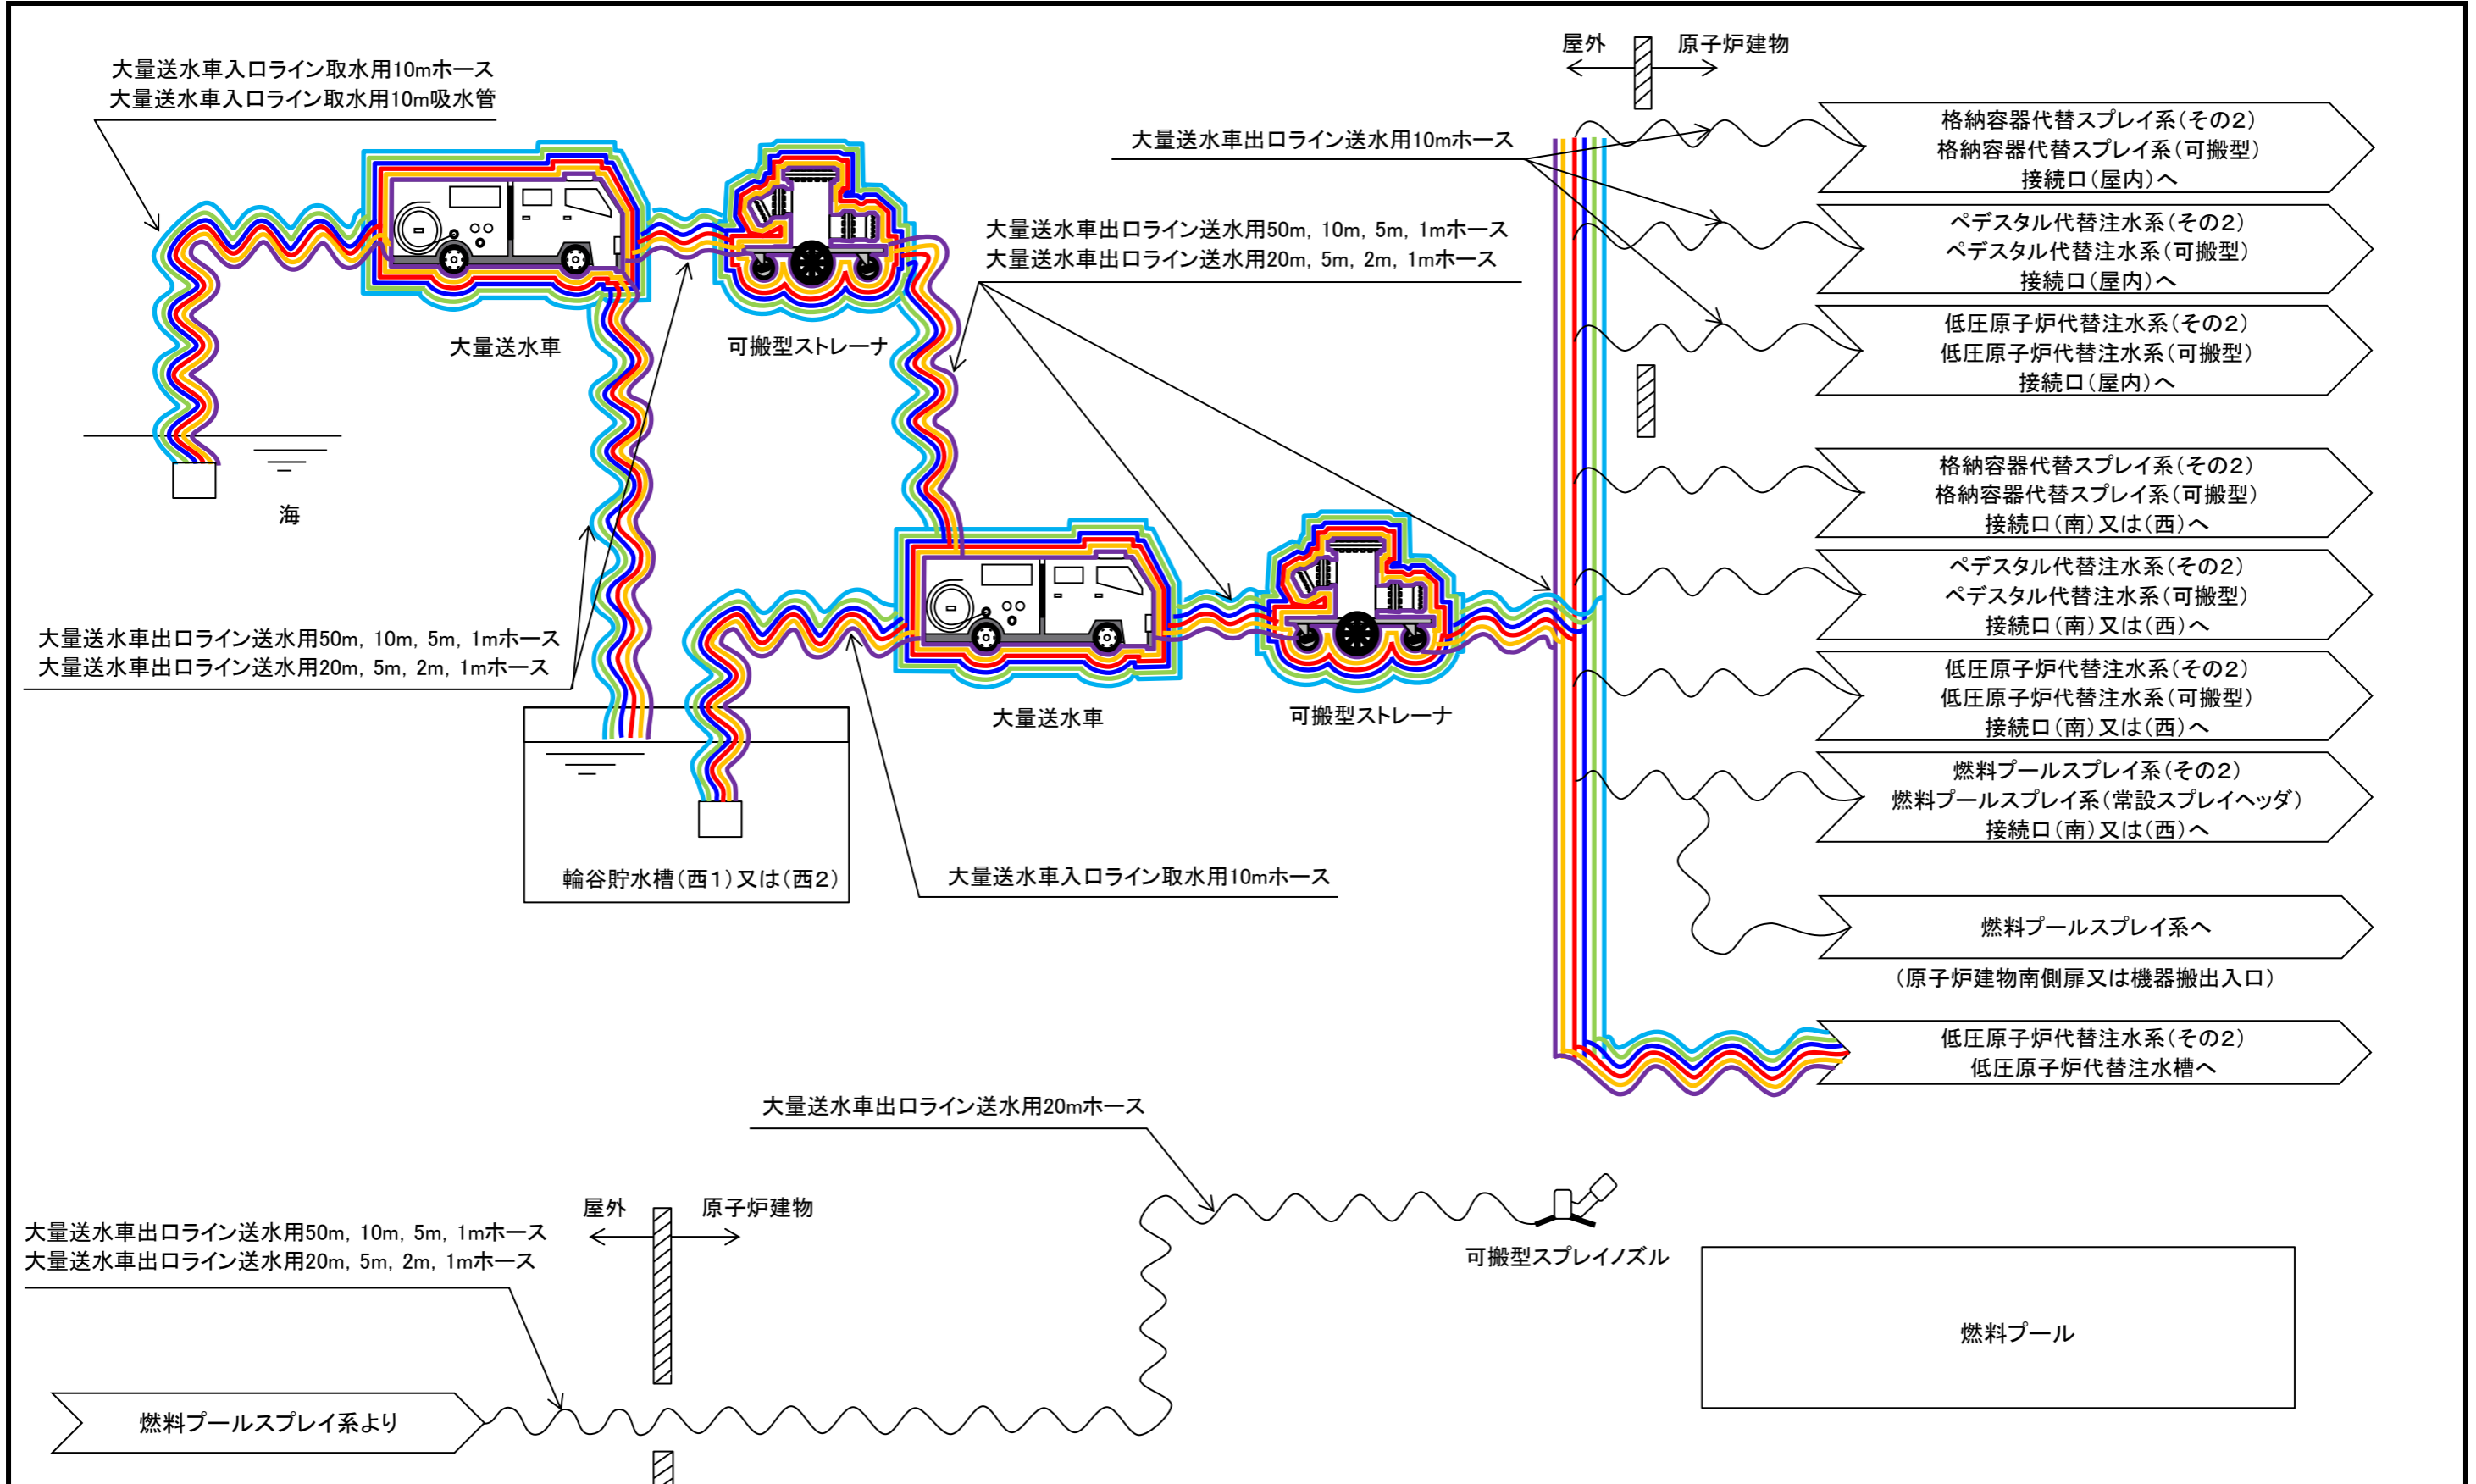 大量送水車入口ライン取水用10mホース
大量送水車入口ライン取水用10m吸水管
屋外
原子炉建物
大量送水車出口ライン送水用10mホース
格納容器代替スプレイ系(その2)
格納容器代替スプレイ系(可搬型)
接続口(屋内)へ
大量送水車出口ライン送水用50m, 10m, 5m, 1mホース
大量送水車出口ライン送水用20m, 5m, 2m, 1mホース
ペデスタル代替注水系(その2)
ペデスタル代替注水系(可搬型)
接続口(屋内)へ
大量送水車
可搬型ストレーナ
低圧原子炉代替注水系(その2)
低圧原子炉代替注水系(可搬型)
接続口(屋内)へ
海
格納容器代替スプレイ系(その2)
格納容器代替スプレイ系(可搬型)
接続口(南)又は(西)へ
ペデスタル代替注水系(その2)
ペデスタル代替注水系(可搬型)
接続口(南)又は(西)へ
大量送水車出口ライン送水用50m, 10m, 5m, 1mホース
大量送水車出口ライン送水用20m, 5m, 2m, 1mホース
大量送水車
可搬型ストレーナ
低圧原子炉代替注水系(その2)
低圧原子炉代替注水系(可搬型)
接続口(南)又は(西)へ
燃料プールスプレイ系(その2)
燃料プールスプレイ系(常設スプレイヘッダ)
接続口(南)又は(西)へ
輪谷貯水槽(西1)又は(西2)
大量送水車入口ライン取水用10mホース
燃料プールスプレイ系へ
(原子炉建物南側扉又は機器搬出入口)
低圧原子炉代替注水系(その2)
低圧原子炉代替注水槽へ
大量送水車出口ライン送水用20mホース
屋外
原子炉建物
大量送水車出口ライン送水用50m, 10m, 5m, 1mホース
大量送水車出口ライン送水用20m, 5m, 2m, 1mホース
可搬型スプレイノズル
燃料プール
燃料プールスプレイ系より